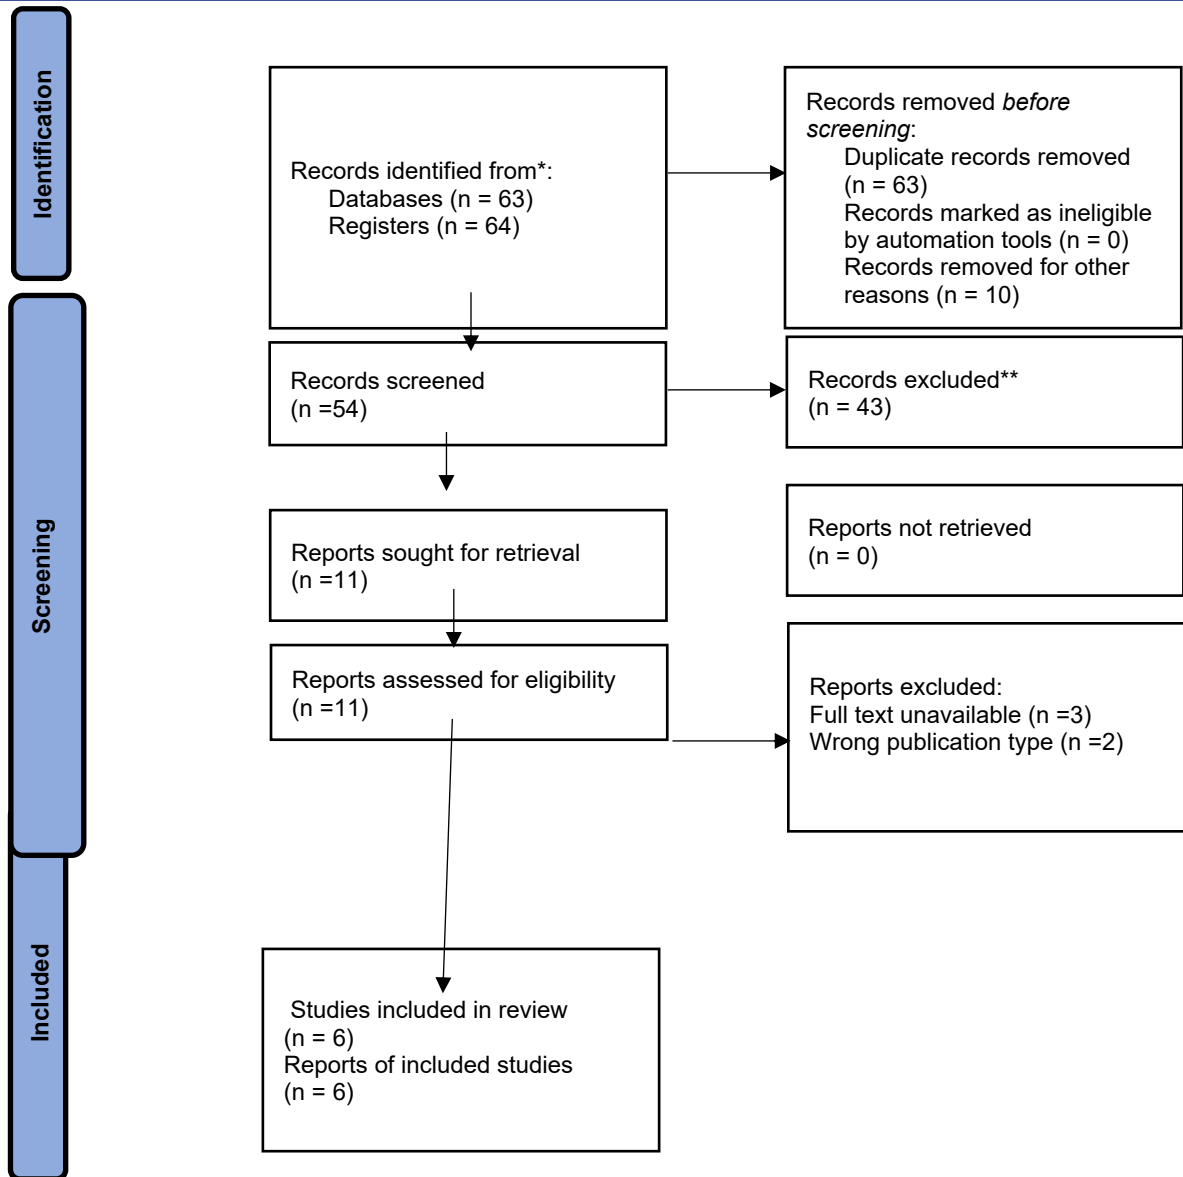 Identification
Records identified from*:
Databases (n = 63)
Registers (n = 64)
Records removed before
screening:
Duplicate records removed
(n = 63)
Records marked as ineligible
by automation tools (n = 0)
Records removed for other
reasons (n = 10)
Screening
Records screened
(n =54)
Records excluded**
(n = 43)
Reports sought for retrieval
(n =11)
Reports not retrieved
(n = 0)
Reports assessed for eligibility
(n =11)
Reports excluded:
Full text unavailable (n =3)
Wrong publication type (n =2)
Included
Studies included in review
(n = 6)
Reports of included studies
(n = 6)